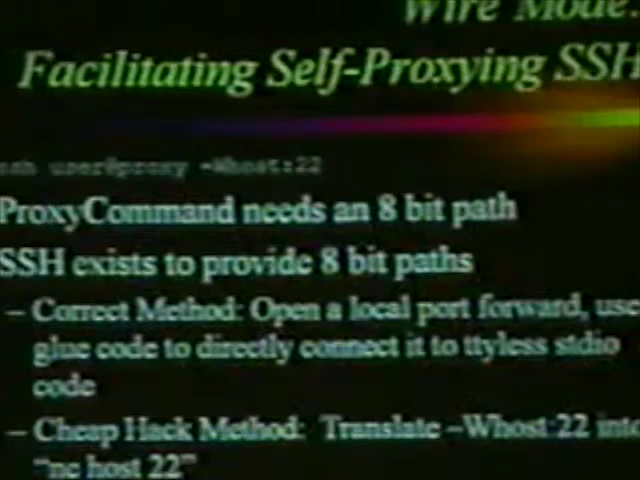 Wire Mode:
Facilitating Self-Proxying SSH
ssh user@proxy -Whost:22
ProxyCommand needs an 8 bit path
SSH exists to provide 8 bit paths
– Correct Method: Open a local port forward, use
glue code to directly connect it to ttyless stdio
code
– Cheap Hack Method: Translate –Whost:22 into
“nc host 22”